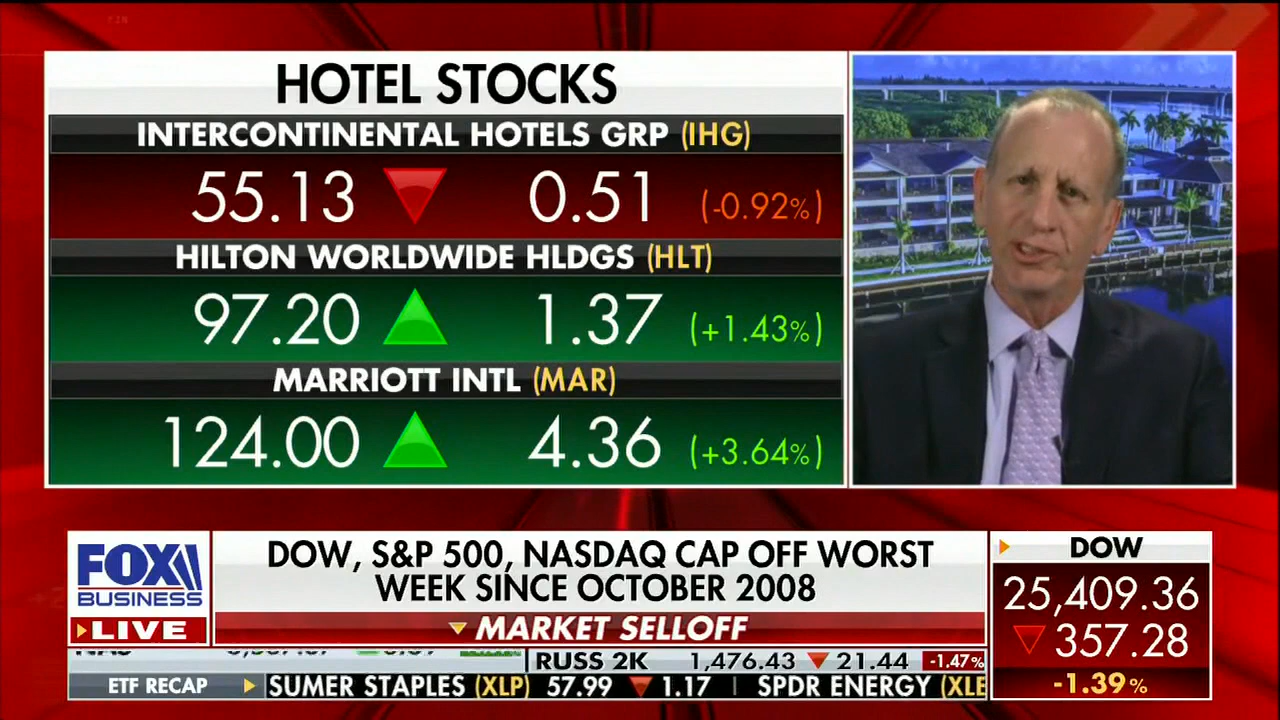 HOTEL STOCKS
INTERCONTINENTAL HOTELS GRP (IHG)
55.13 0.51 (-0.92%)
HILTON WORLDWIDE HLDGS (HLT)
97.20 1.37 (+1.43%)
MARRIOTT INTL (MAR)
124.00 4.36 (+3.64%)
FOX
BUSINESS
LIVE
DOW, S&P 500, NASDAQ CAP OFF WORST
WEEK SINCE OCTOBER 2008
MARKET SELLOFF
DOW
25,409.36
357.28
-1.39%
RUSS 2K 1,476.43 21.44 -1.47%
ETF RECAP SUMER STAPLES (XLP) 57.99 1.17 | SPDR ENERGY (XLE